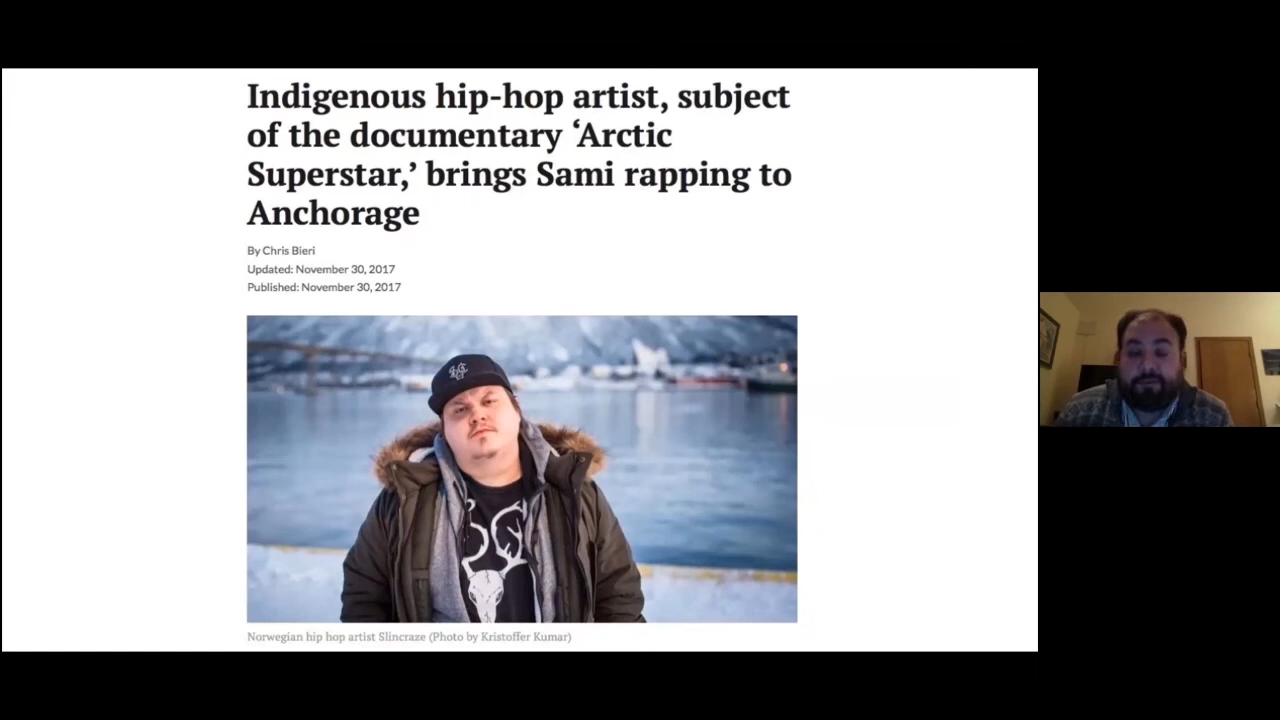 Indigenous hip-hop artist, subject
of the documentary ‘Arctic
Superstar,’ brings Sami rapping to
Anchorage
By Chris Bieri
Updated: November 30, 2017
Published: November 30, 2017
Norwegian hip hop artist Slincraze (Photo by Kristoffer Kumar)